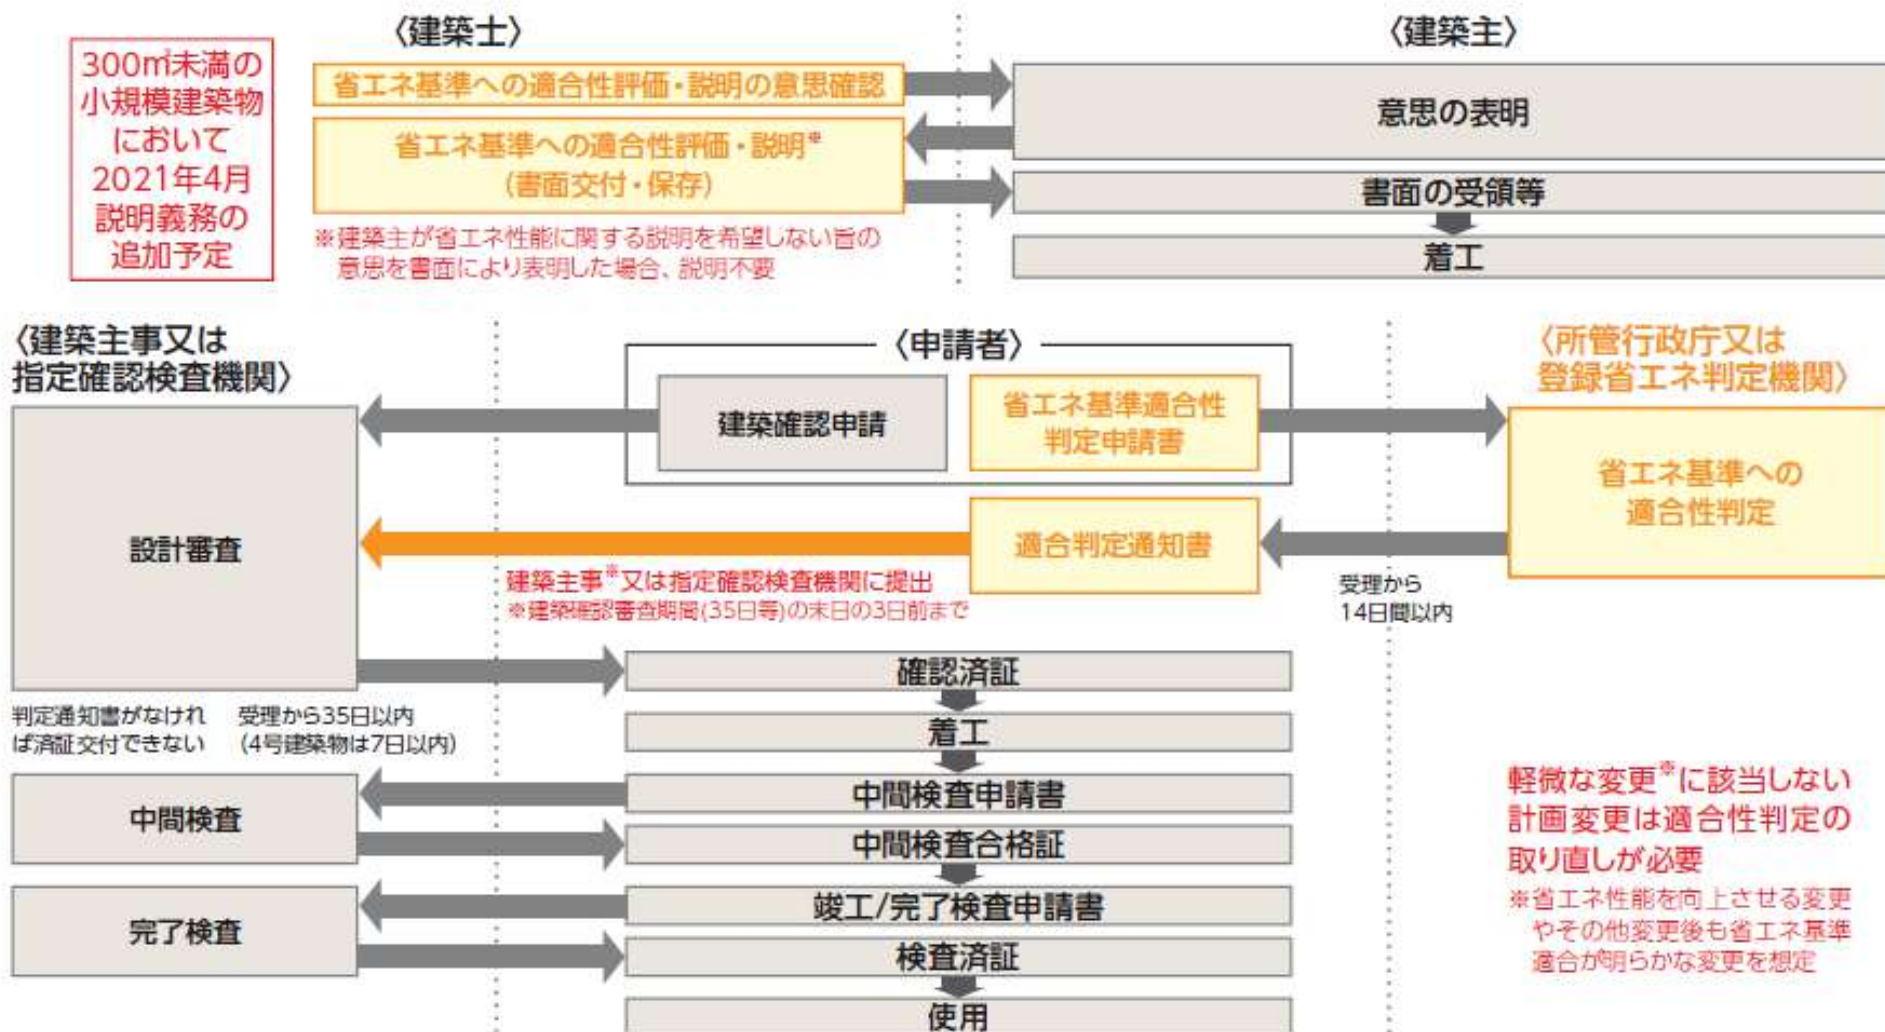 300㎡未満の
小規模建築物
において
2021年4月
説明義務の
追加予定
〈建築士〉
〈建築主〉
省エネ基準への適合性評価・説明の意思確認
意思の表明
省エネ基準への適合性評価・説明※
(書面交付・保存)
書面の受領等
※建築主が省エネ性能に関する説明を希望しない旨の
意思を書面により表明した場合、説明不要
着工
〈建築主事又は
指定確認検査機関〉
〈申請者〉
〈所管行政庁又は
登録省エネ判定機関〉
建築確認申請
省エネ基準適合性
判定申請書
省エネ基準への
適合性判定
設計審査
適合判定通知書
建築主事※又は指定確認検査機関に提出
※建築確認審査期間(35日等)の末日の3日前まで
受理から
14日間以内
確認済証
判定通知書がなけれ
ば済証交付できない
受理から35日以内
(4号建築物は7日以内)
着工
中間検査
中間検査申請書
中間検査合格証
軽微な変更※に該当しない
計画変更は適合性判定の
取り直しが必要
※省エネ性能を向上させる変更
やその他変更後も省エネ基準
適合が明らかな変更を想定
完了検査
竣工/完了検査申請書
検査済証
使用